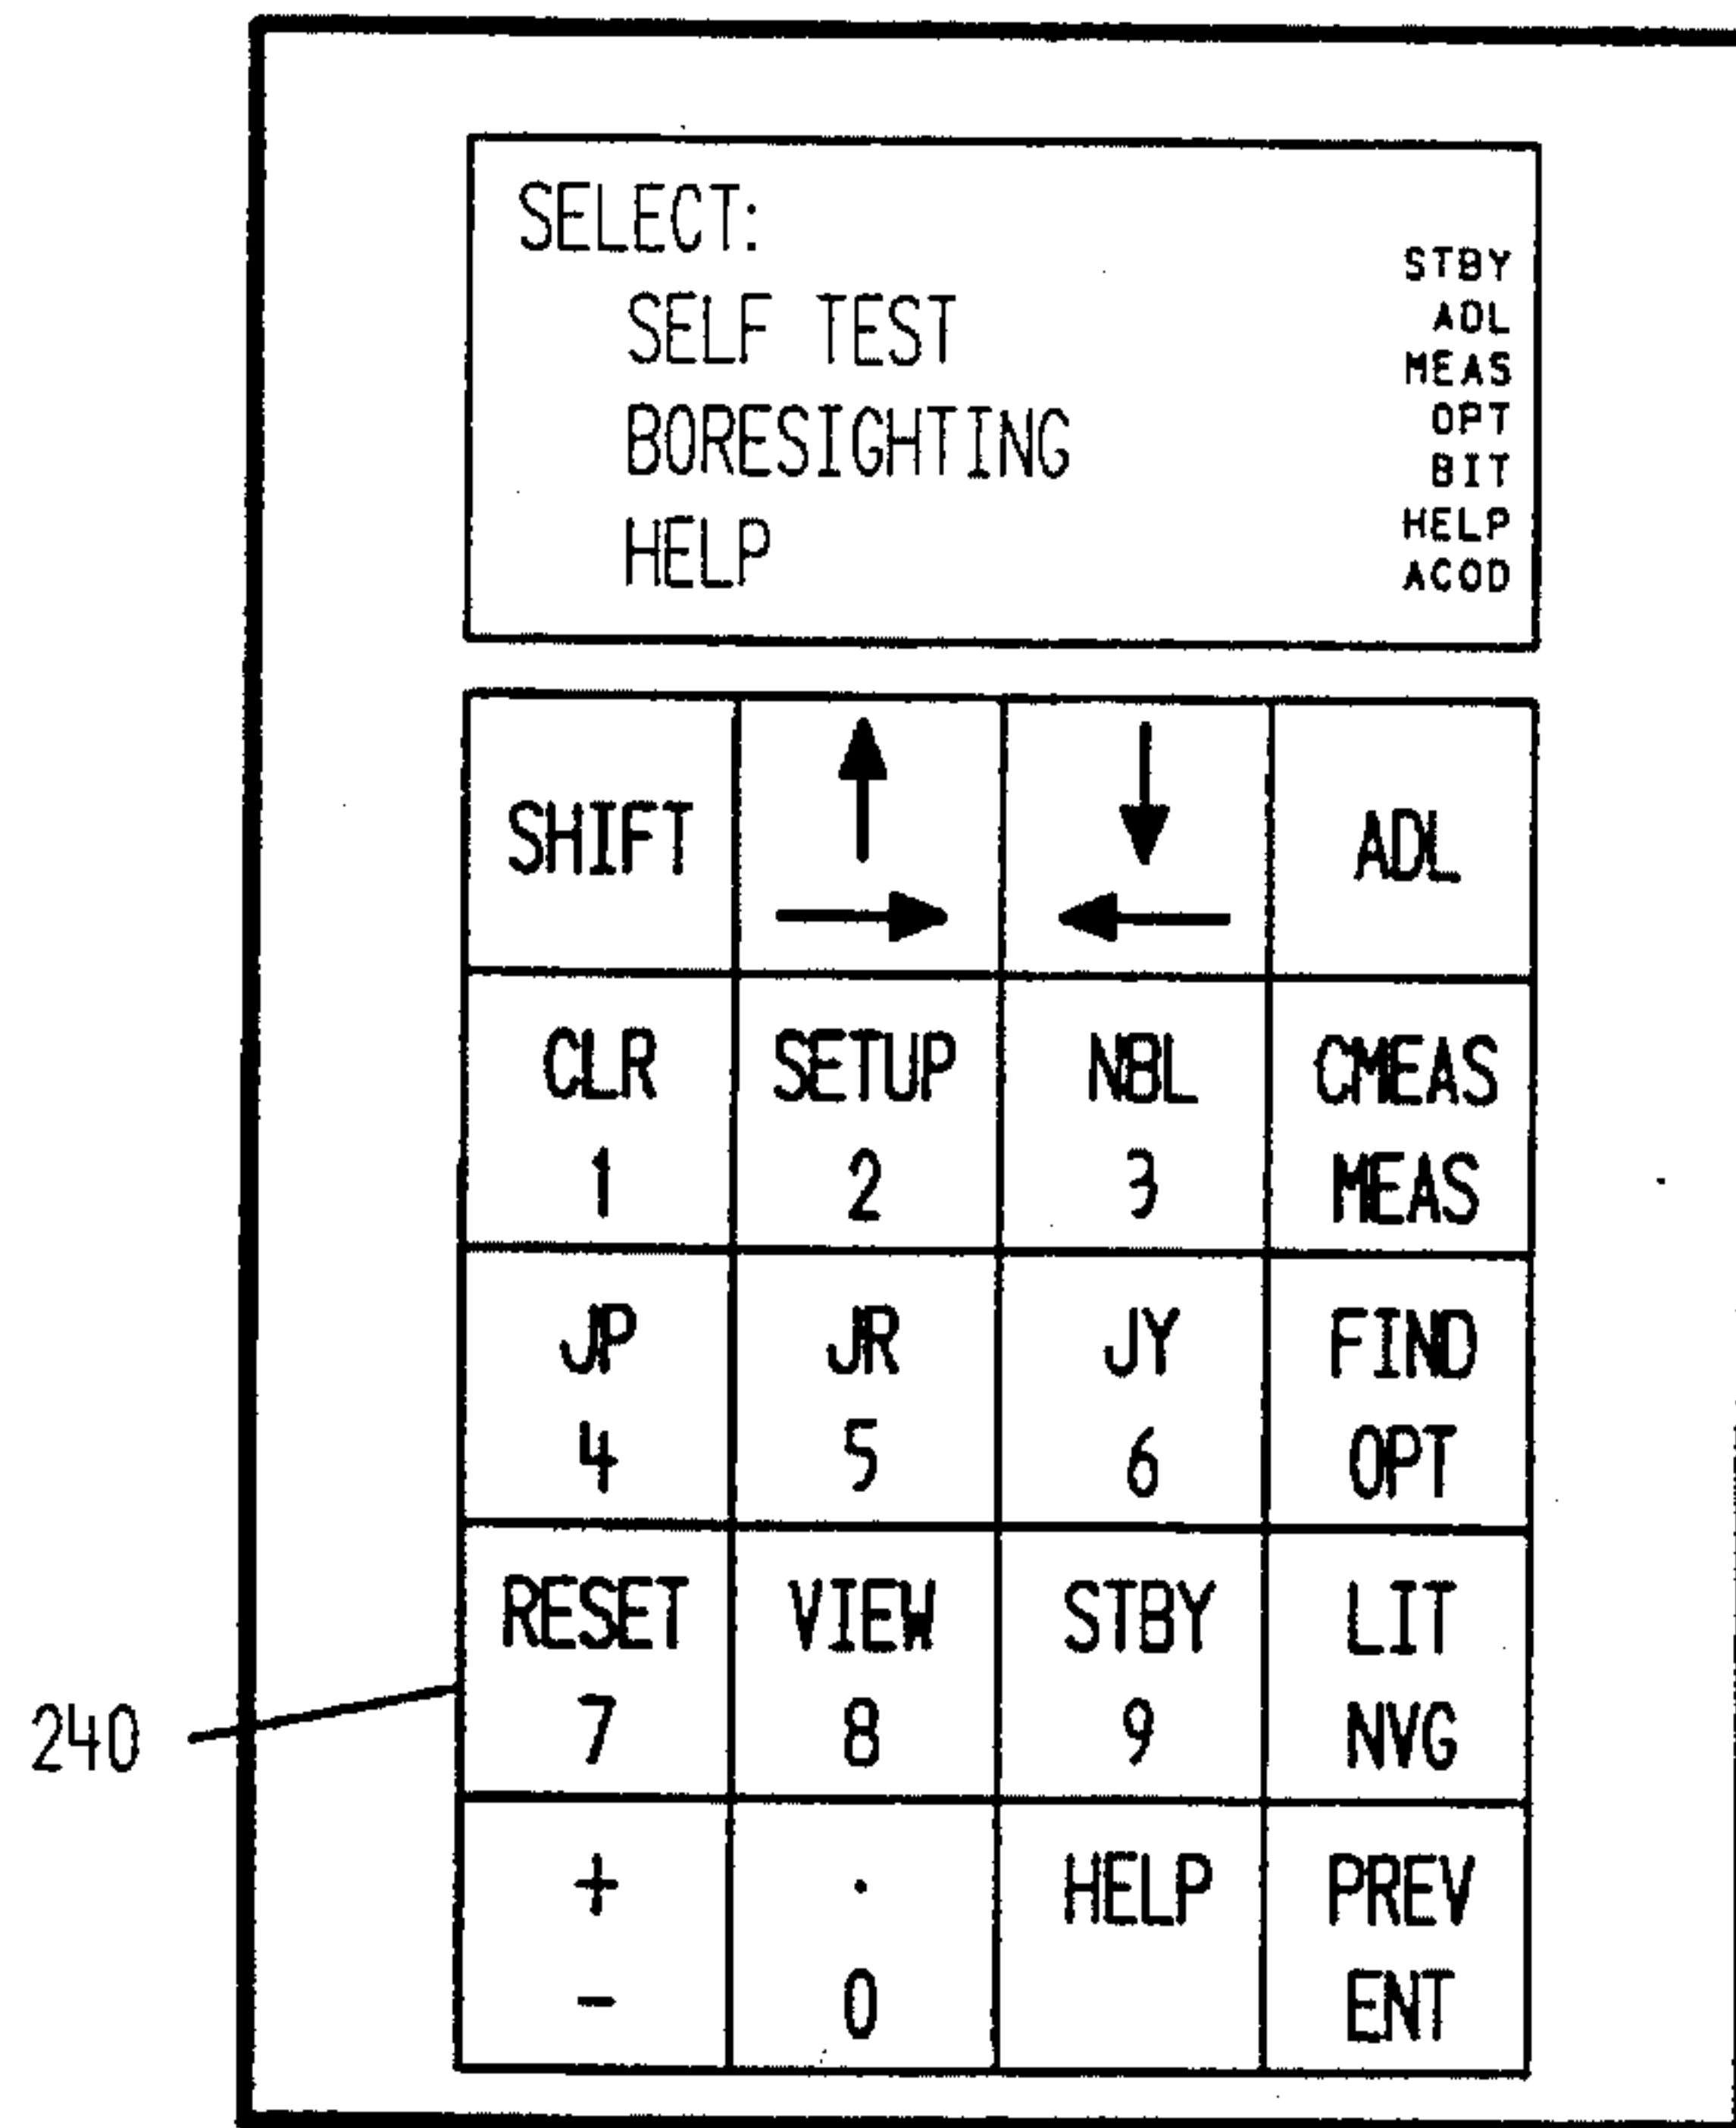 SELECT:
SELF TEST
BORESIGHTING
HELP
STBY
AOL
MEAS
OPT
BIT
HELP
ACOD
SHIFT
ADL
CLR SETUP NBL CMEAS
1 2 3 MEAS
JP JR JY FIND
4 5 6 OPT
RESET VIEW STBY LIT
7 8 9 NVG
+ . HELP PREV
- 0 ENT
240